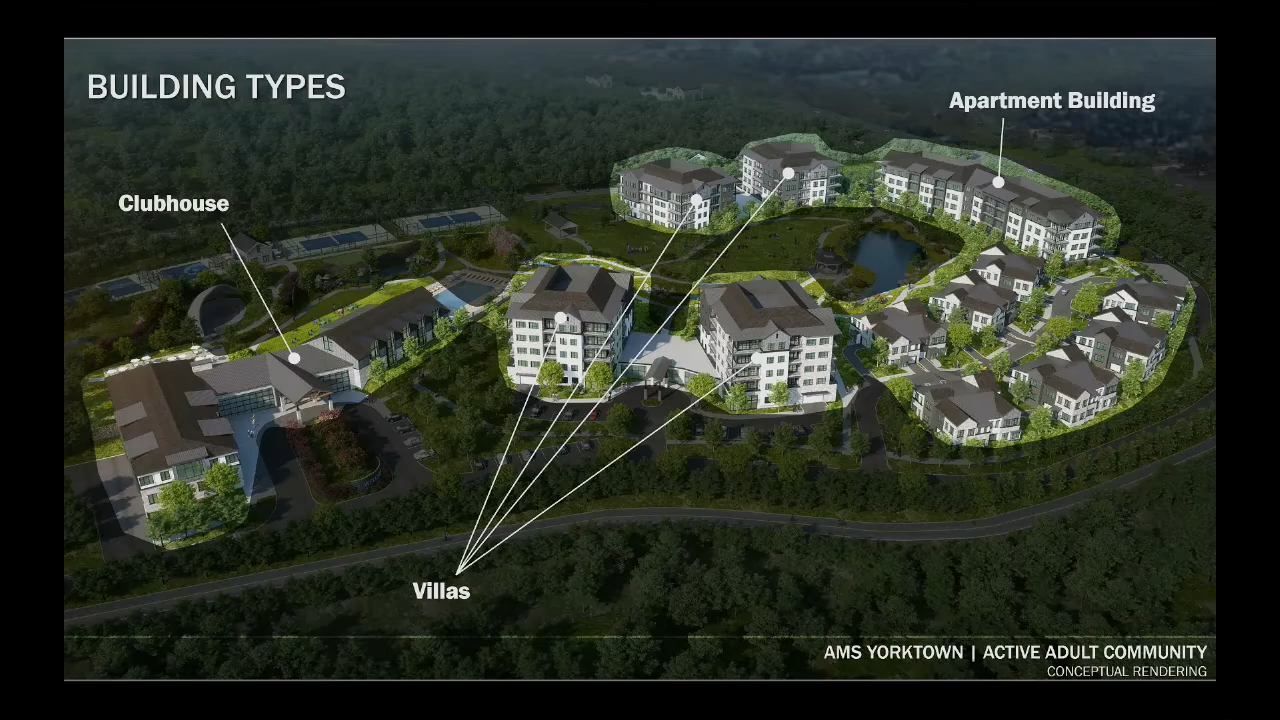 BUILDING TYPES
Apartment Building
Clubhouse
Villas
AMS YORKTOWN | ACTIVE ADULT COMMUNITY
CONCEPTUAL RENDERING